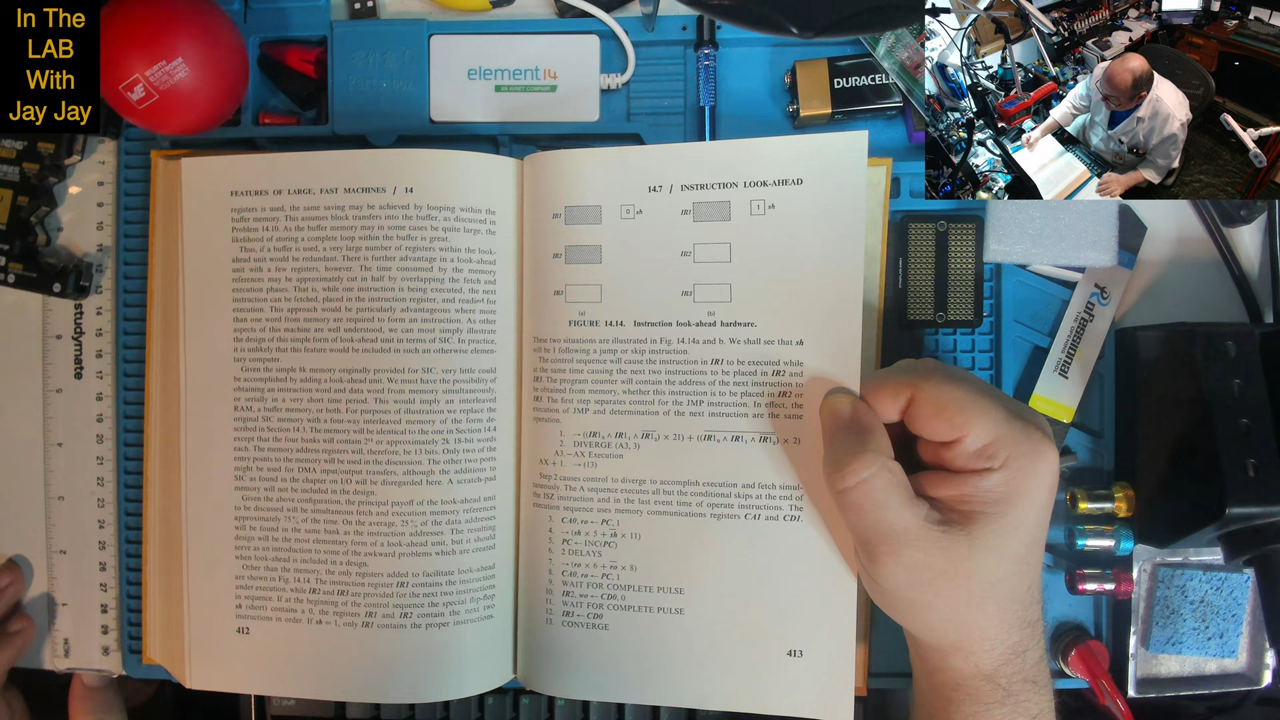 In The
LAB
With
Jay Jay
WÜRTH
ELEKTRONIK
MORE THAN
YOU
EXPECT
WE
element14
AN AVNET COMPANY
DURACELL
studymate
INCH
Professional
THE OPENING TOOL
FEATURES OF LARGE, FAST MACHINES / 14
registers is used, the same saving may be achieved by looping within the
buffer memory. This assumes block transfers into the buffer, as discussed in
Problem 14.10. As the buffer memory may in some cases be quite large, the
likelihood of storing a complete loop within the buffer is great.
Thus, if a buffer is used, a very large number of registers within the look-
ahead unit would be redundant. There is further advantage in a look-ahead
unit with a few registers, however. The time consumed by the memory
references may be approximately cut in half by overlapping the fetch and
execution phases. That is, while one instruction is being executed, the next
instruction can be fetched, placed in the instruction register, and readied for
execution. This approach would be particularly advantageous where more
than one word from memory are required to form an instruction. As other
aspects of this machine are well understood, we can most simply illustrate
the design of this simple form of look-ahead unit in terms of SIC. In practice,
it is unlikely that this feature would be included in such an otherwise elemen-
tary computer.
Given the simple 8k memory originally provided for SIC, very little could
be accomplished by adding a look-ahead unit. We must have the possibility of
obtaining an instruction word and data word from memory simultaneously,
or serially in a very short time period. This would imply an interleaved
RAM, a buffer memory, or both. For purposes of illustration we replace the
original SIC memory with a four-way interleaved memory of the form de-
scribed in Section 14.3. The memory will be identical to the one in Section 14.4
except that the four banks will contain 2¹¹ or approximately 2k 18-bit words
each. The memory address registers will, therefore, be 13 bits. Only two of the
entry points to the memory will be used in the discussion. The other two ports
might be used for DMA input/output transfers, although the additions to
SIC as found in the chapter on I/O will be disregarded here. A scratch-pad
memory will not be included in the design.
Given the above configuration, the principal payoff of the look-ahead unit
to be discussed will be simultaneous fetch and execution memory references
approximately 75% of the time. On the average, 25% of the data addresses
will be found in the same bank as the instruction addresses. The resulting
design will be the most elementary form of a look-ahead unit, but it should
serve as an introduction to some of the awkward problems which are created
when look-ahead is included in a design.
Other than the memory, the only registers added to facilitate look-ahead
are shown in Fig. 14.14. The instruction register IR1 contains the instruction
under execution, while IR2 and IR3 are provided for the next two instructions
in sequence. If at the beginning of the control sequence the special flip-flop
sh (short) contains a 0, the registers IR1 and IR2 contain the next two
instructions in order. If sh = 1, only IR1 contains the proper instructions.
412
14.7 / INSTRUCTION LOOK-AHEAD
IR1 0 sh IR1 1 sh
IR2 IR2
IR3 IR3
(a) (b)
FIGURE 14.14. Instruction look-ahead hardware.
These two situations are illustrated in Fig. 14.14a and b. We shall see that sh
will be 1 following a jump or skip instruction.
The control sequence will cause the instruction in IR1 to be executed while
at the same time causing the next two instructions to be placed in IR2 and
IR3. The program counter will contain the address of the next instruction to
be obtained from memory, whether this instruction is to be placed in IR2 or
IR3. The first step separates control for the JMP instruction. In effect, the
execution of JMP and determination of the next instruction are the same
operation.
1. → ((IR1₀ ∧ IR1₁ ∧ I̅R̅1̅₂) × 21) + ((IR1₀ ∧ IR1₁ ∧ IR1₂) × 2)
2. DIVERGE (A3, 3)
A3.—AX Execution
AX + 1. → (13)
Step 2 causes control to diverge to accomplish execution and fetch simul-
taneously. The A sequence executes all but the conditional skips at the end of
the ISZ instruction and in the last event time of operate instructions. The
execution sequence uses memory communications registers CA1 and CD1.
3. CA0, ro ← PC, 1
4. → (sh × 5 + s̅h̅ × 11)
5. PC ← INC(PC)
6. 2 DELAYS
7. → (ro × 6 + r̅o̅ × 8)
8. CA0, ro ← PC, 1
9. WAIT FOR COMPLETE PULSE
10. IR2, wo ← CD0, 0
11. WAIT FOR COMPLETE PULSE
12. IR3 ← CD0
13. CONVERGE
413